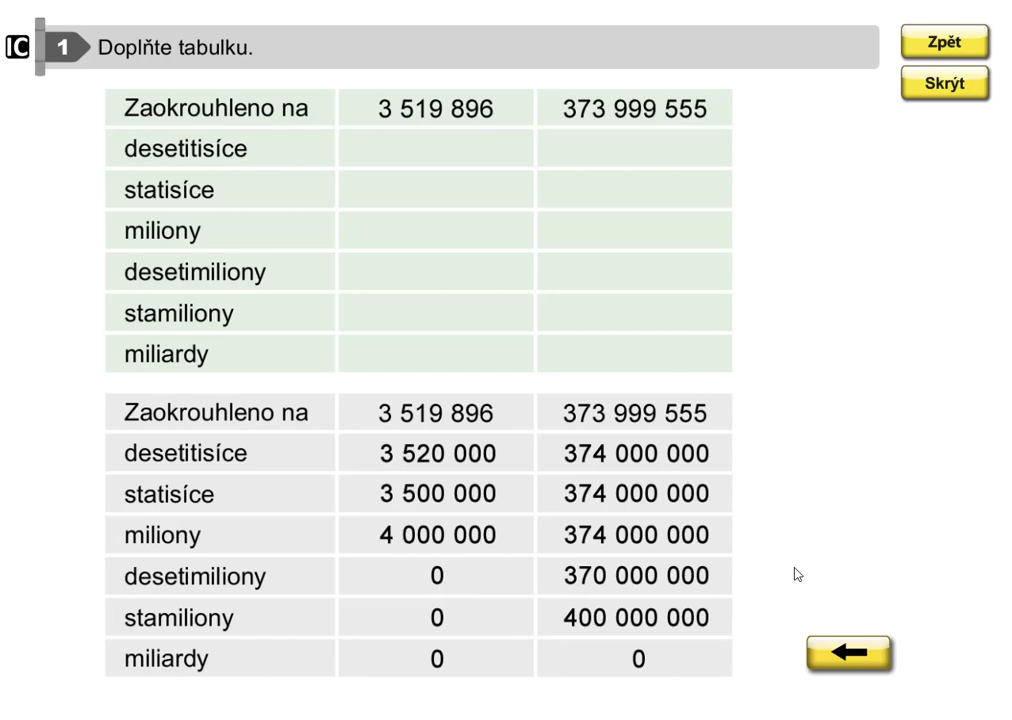 IC
1 Doplňte tabulku.
Zpět
Skrýt
Zaokrouhleno na 3 519 896 373 999 555
desetitisíce
statisíce
miliony
desetimiliony
stamiliony
miliardy
Zaokrouhleno na 3 519 896 373 999 555
desetitisíce 3 520 000 374 000 000
statisíce 3 500 000 374 000 000
miliony 4 000 000 374 000 000
desetimiliony 0 370 000 000
stamiliony 0 400 000 000
miliardy 0 0